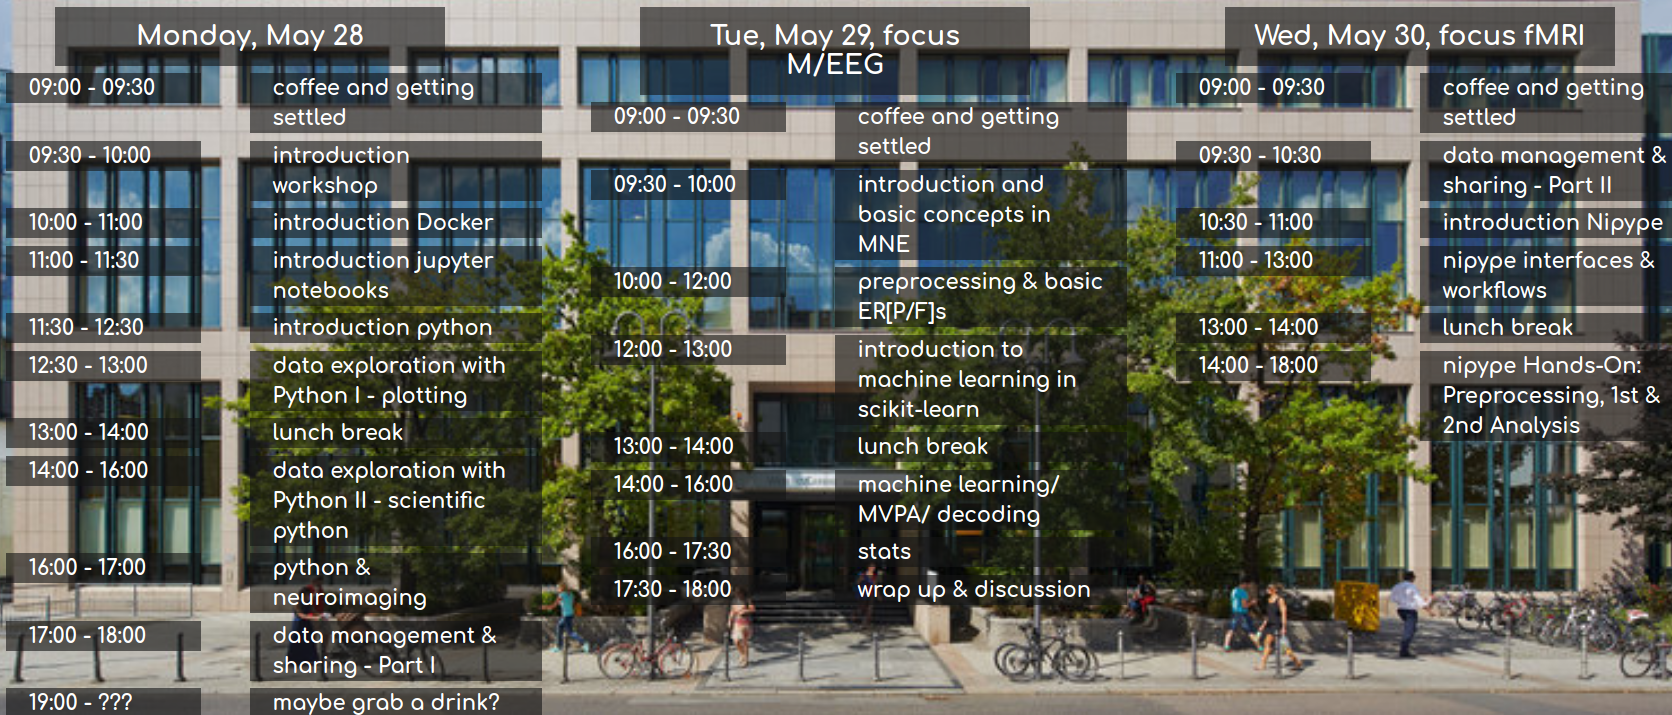 Monday, May 28
09:00 - 09:30
coffee and getting
settled
09:30 - 10:00
introduction
workshop
10:00 - 11:00
introduction Docker
11:00 - 11:30
introduction jupyter
notebooks
11:30 - 12:30
introduction python
12:30 - 13:00
data exploration with
Python I - plotting
13:00 - 14:00
lunch break
14:00 - 16:00
data exploration with
Python II - scientific
python
16:00 - 17:00
python &
neuroimaging
17:00 - 18:00
data management &
sharing - Part I
19:00 - ???
maybe grab a drink?
Tue, May 29, focus
M/EEG
09:00 - 09:30
coffee and getting
settled
09:30 - 10:00
introduction and
basic concepts in
MNE
10:00 - 12:00
preprocessing & basic
ER[P/F]s
12:00 - 13:00
introduction to
machine learning in
scikit-learn
13:00 - 14:00
lunch break
14:00 - 16:00
machine learning/
MVPA/ decoding
16:00 - 17:30
stats
17:30 - 18:00
wrap up & discussion
Wed, May 30, focus fMRI
09:00 - 09:30
coffee and getting
settled
09:30 - 10:30
data management &
sharing - Part II
10:30 - 11:00
introduction Nipype
11:00 - 13:00
nipype interfaces &
workflows
13:00 - 14:00
lunch break
14:00 - 18:00
nipype Hands-On:
Preprocessing, 1st &
2nd Analysis